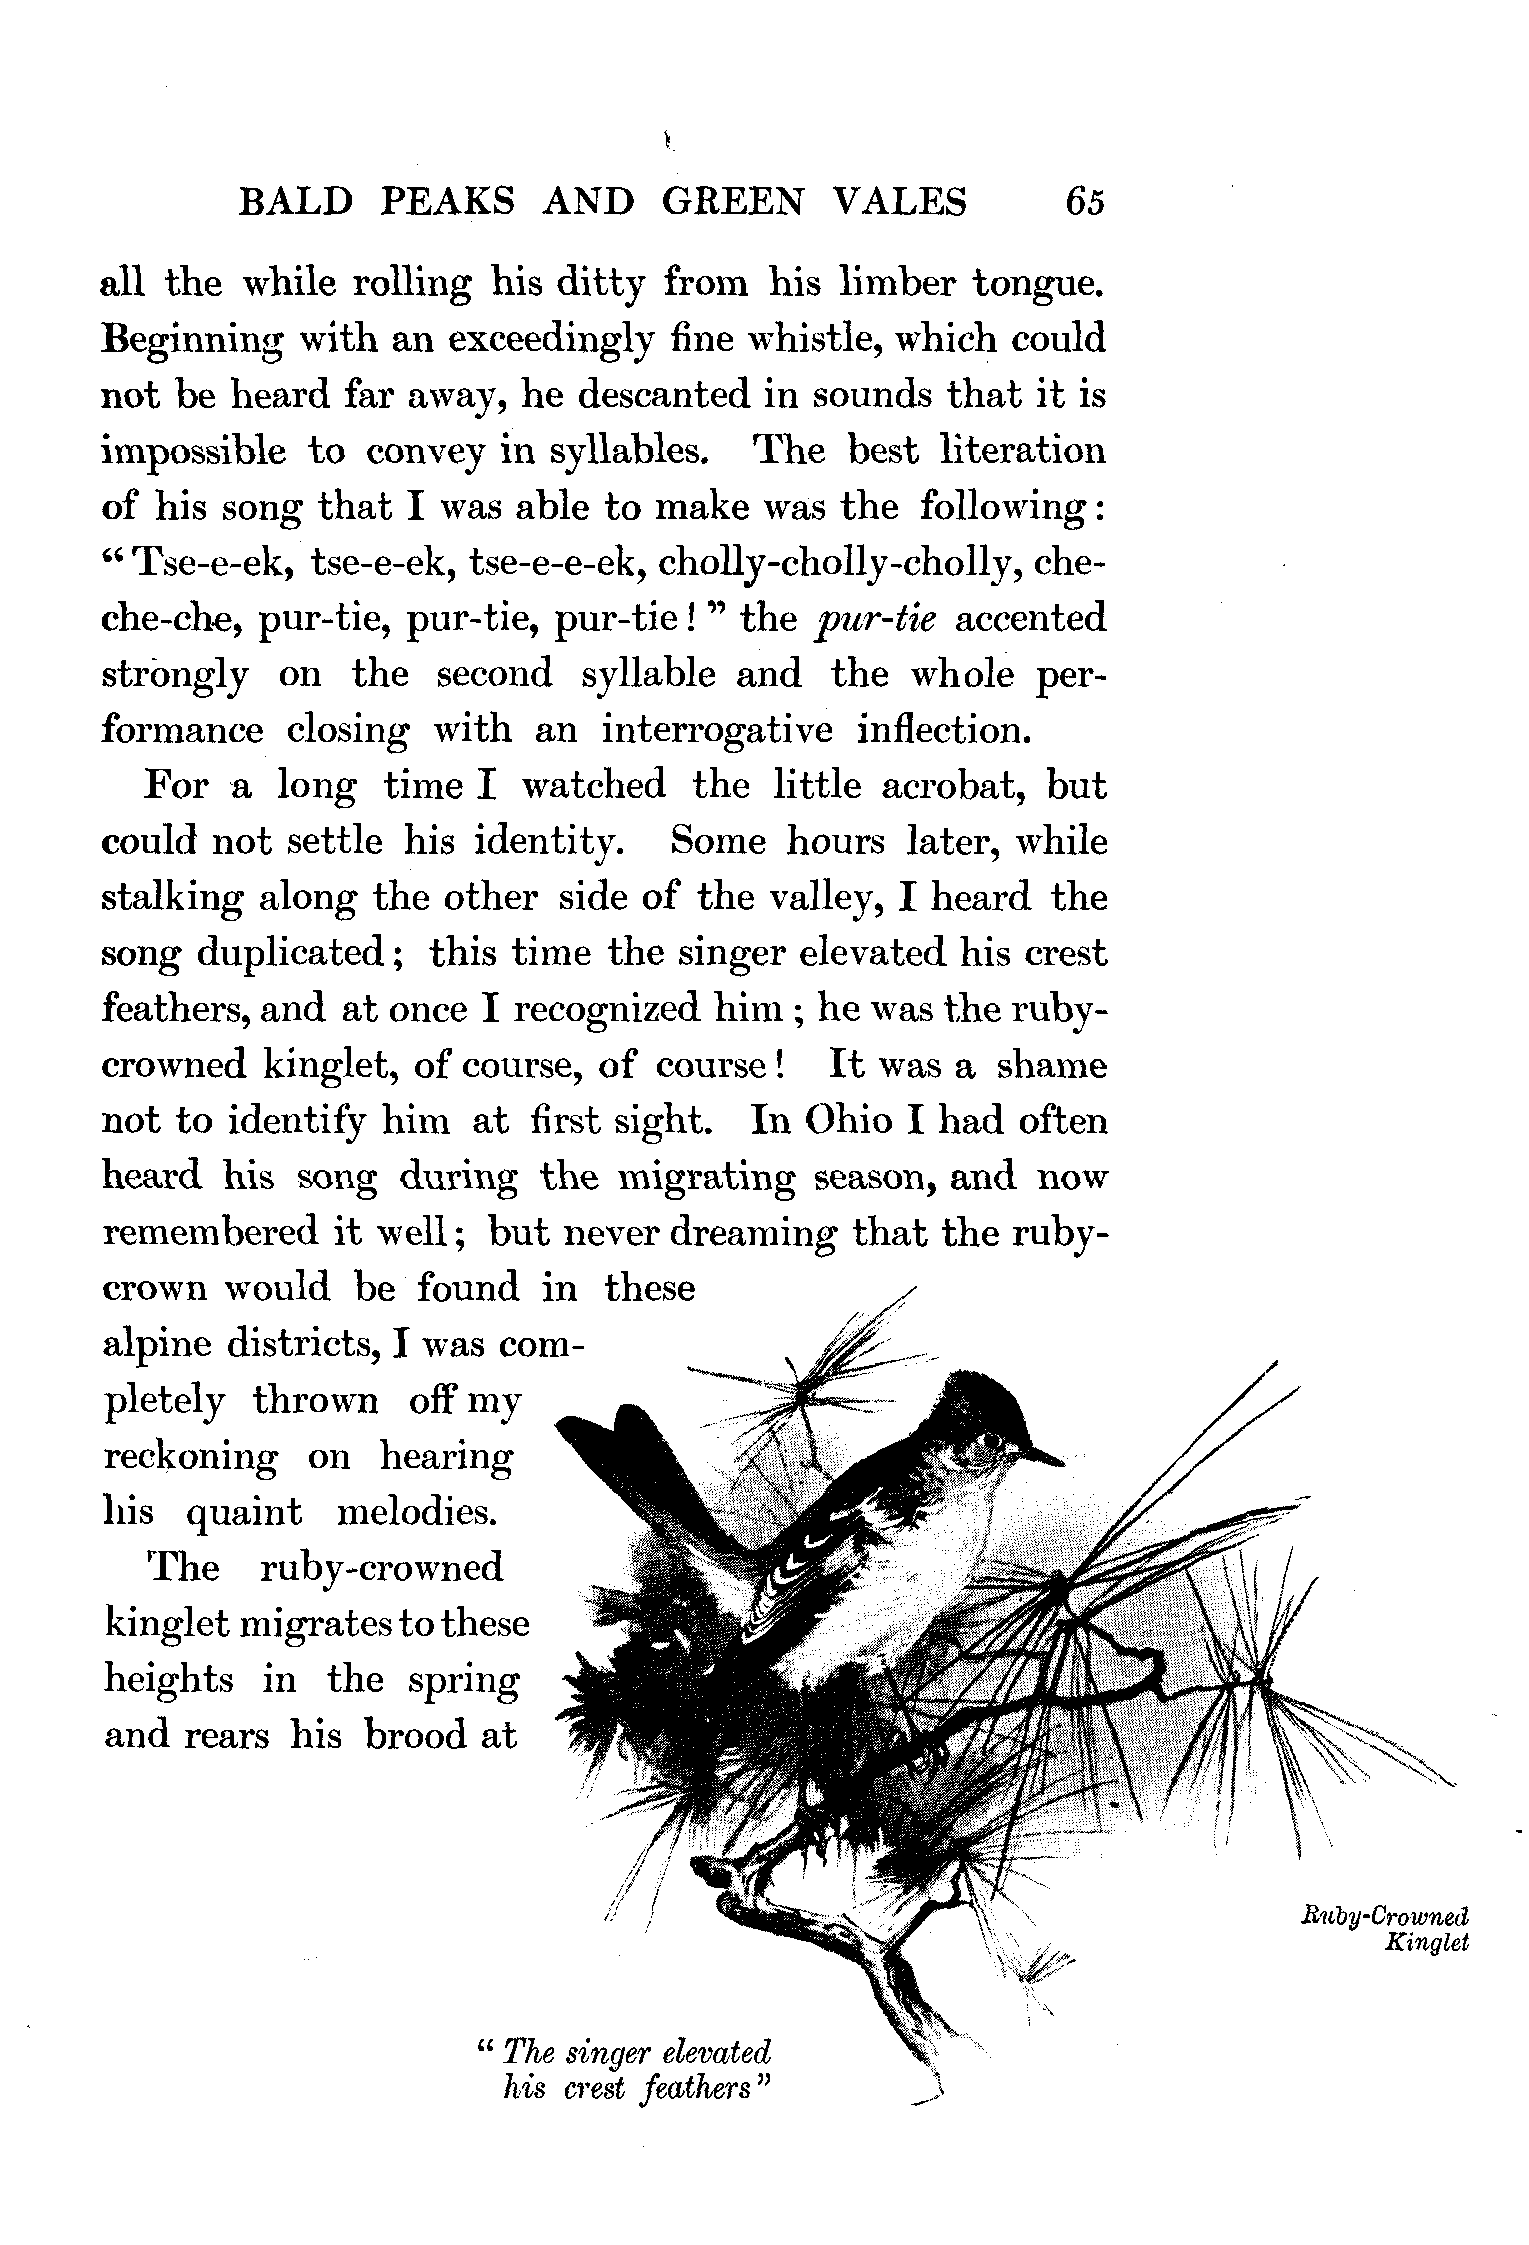 BALD PEAKS AND GREEN VALES 65
all the while rolling his ditty from his limber tongue.
Beginning with an exceedingly fine whistle, which could
not be heard far away, he descanted in sounds that it is
impossible to convey in syllables. The best literation
of his song that I was able to make was the following:
“Tse-e-ek, tse-e-ek, tse-e-e-ek, cholly-cholly-cholly, che-
che-che, pur-tie, pur-tie, pur-tie!” the pur-tie accented
strongly on the second syllable and the whole per-
formance closing with an interrogative inflection.
For a long time I watched the little acrobat, but
could not settle his identity. Some hours later, while
stalking along the other side of the valley, I heard the
song duplicated; this time the singer elevated his crest
feathers, and at once I recognized him; he was the ruby-
crowned kinglet, of course, of course! It was a shame
not to identify him at first sight. In Ohio I had often
heard his song during the migrating season, and now
remembered it well; but never dreaming that the ruby-
crown would be found in these
alpine districts, I was com-
pletely thrown off my
reckoning on hearing
his quaint melodies.
The ruby-crowned
kinglet migrates to these
heights in the spring
and rears his brood at
Ruby-Crowned
Kinglet
“The singer elevated
his crest feathers”